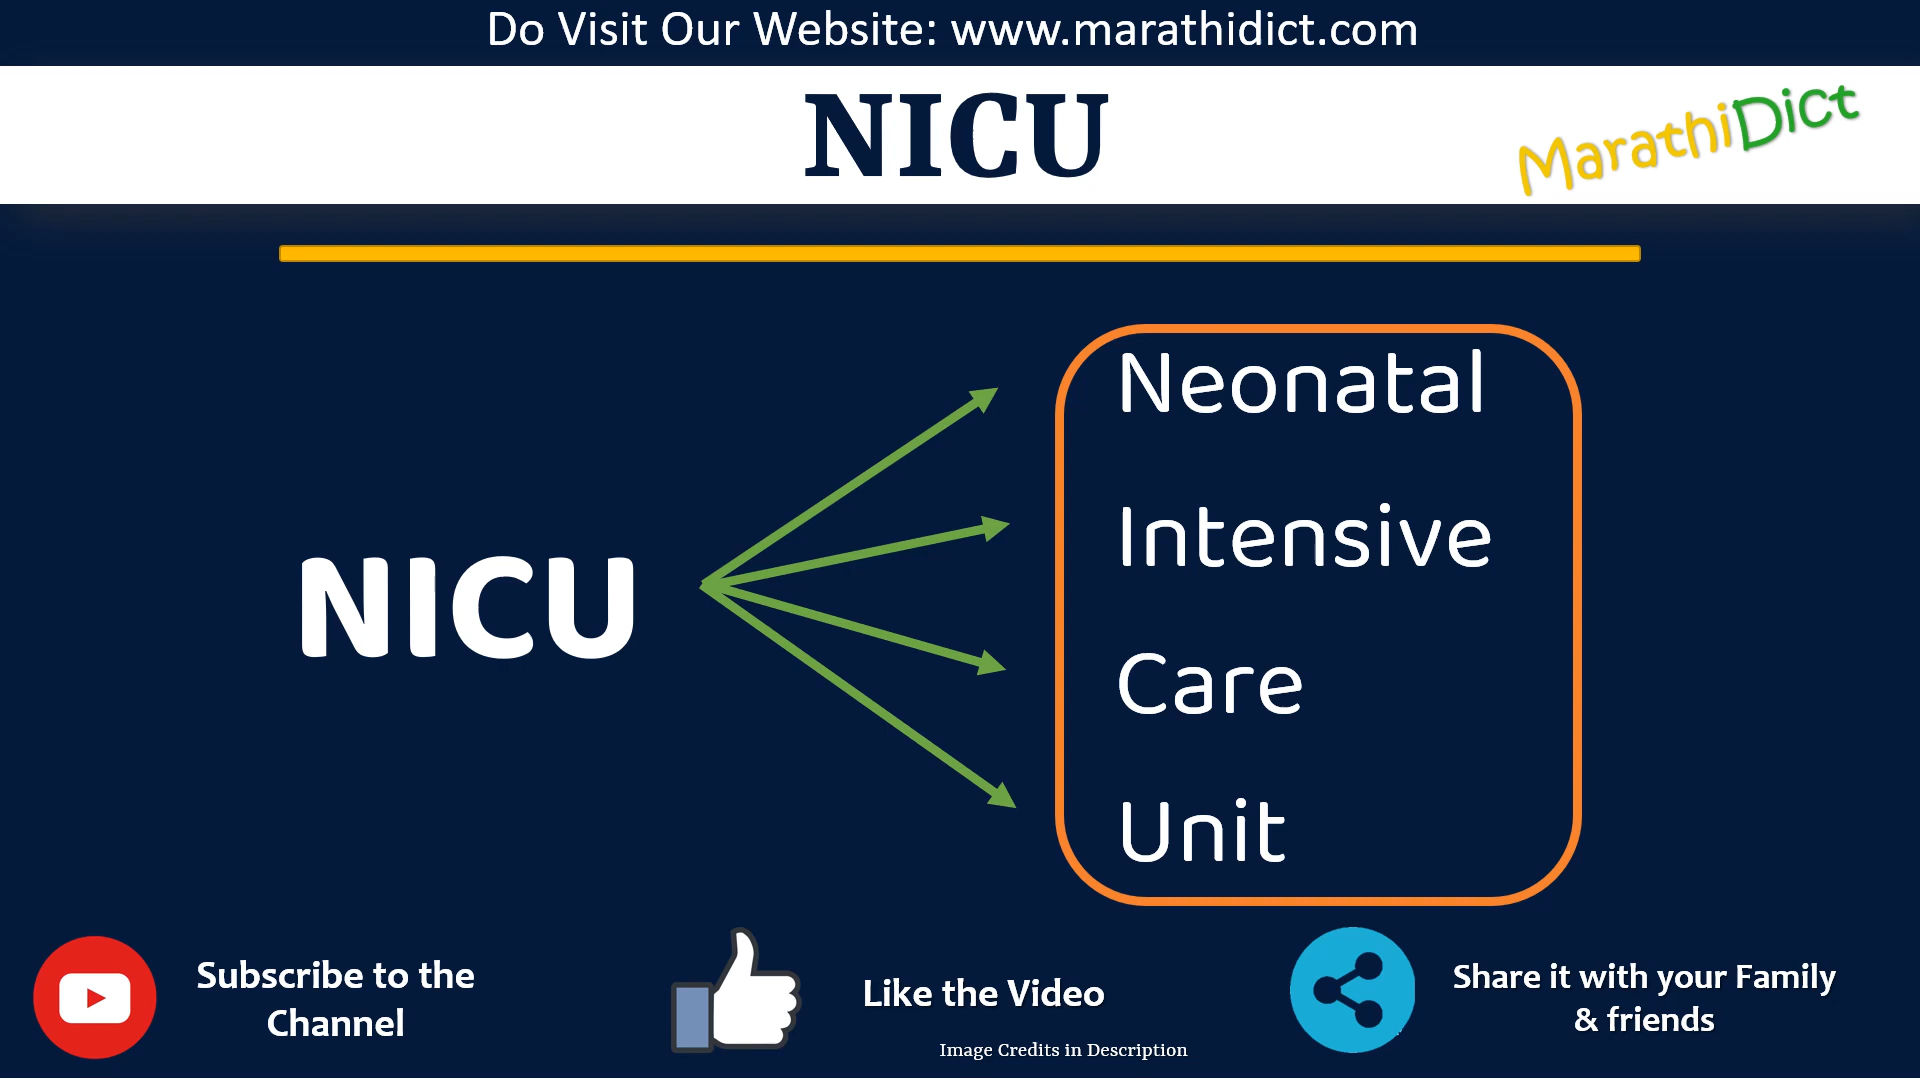 Do Visit Our Website: www.marathidict.com
NICU
MarathiDict
NICU
Neonatal
Intensive
Care
Unit
Subscribe to the
Channel
Like the Video
Share it with your Family
& friends
Image Credits in Description